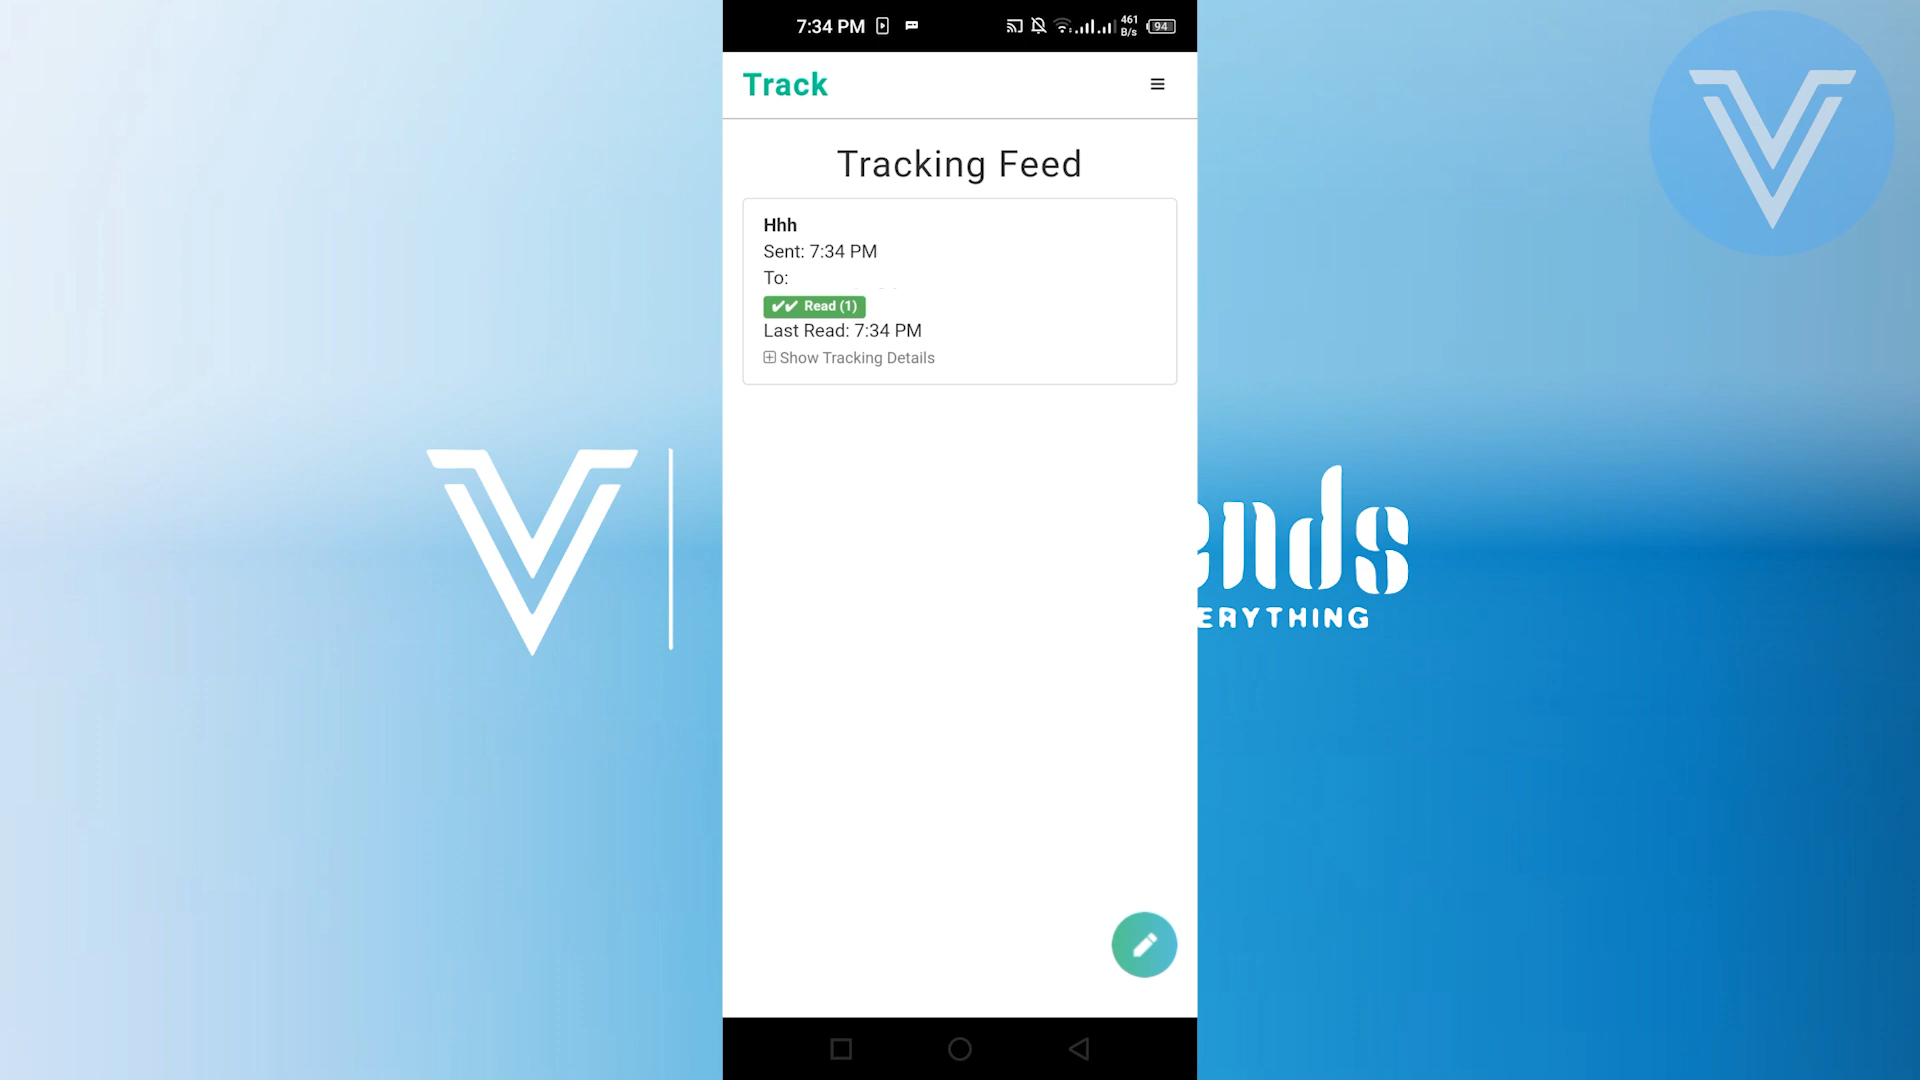 7:34 PM
461
B/s
94
Track
Tracking Feed
Hhh
Sent: 7:34 PM
To:
✔✔ Read (1)
Last Read: 7:34 PM
Show Tracking Details
ends
ERYTHING